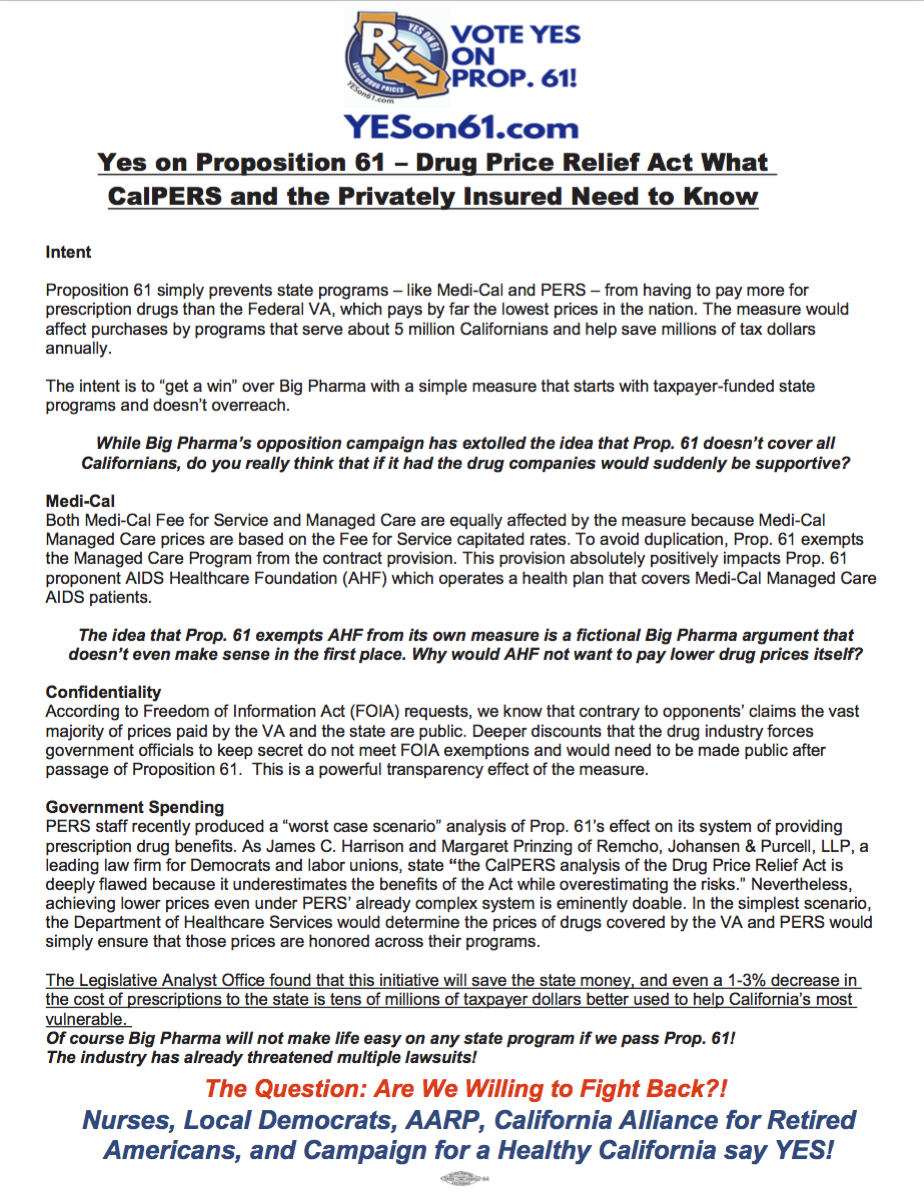 YES ON 61
Rx
LOWER DRUG PRICES
YESon61.com
VOTE YES
ON
PROP. 61!
YESon61.com
Yes on Proposition 61 – Drug Price Relief Act What
CalPERS and the Privately Insured Need to Know
Intent
Proposition 61 simply prevents state programs – like Medi-Cal and PERS – from having to pay more for
prescription drugs than the Federal VA, which pays by far the lowest prices in the nation. The measure would
affect purchases by programs that serve about 5 million Californians and help save millions of tax dollars
annually.
The intent is to “get a win” over Big Pharma with a simple measure that starts with taxpayer-funded state
programs and doesn’t overreach.
While Big Pharma’s opposition campaign has extolled the idea that Prop. 61 doesn’t cover all
Californians, do you really think that if it had the drug companies would suddenly be supportive?
Medi-Cal
Both Medi-Cal Fee for Service and Managed Care are equally affected by the measure because Medi-Cal
Managed Care prices are based on the Fee for Service capitated rates. To avoid duplication, Prop. 61 exempts
the Managed Care Program from the contract provision. This provision absolutely positively impacts Prop. 61
proponent AIDS Healthcare Foundation (AHF) which operates a health plan that covers Medi-Cal Managed Care
AIDS patients.
The idea that Prop. 61 exempts AHF from its own measure is a fictional Big Pharma argument that
doesn’t even make sense in the first place. Why would AHF not want to pay lower drug prices itself?
Confidentiality
According to Freedom of Information Act (FOIA) requests, we know that contrary to opponents’ claims the vast
majority of prices paid by the VA and the state are public. Deeper discounts that the drug industry forces
government officials to keep secret do not meet FOIA exemptions and would need to be made public after
passage of Proposition 61.  This is a powerful transparency effect of the measure.
Government Spending
PERS staff recently produced a “worst case scenario” analysis of Prop. 61’s effect on its system of providing
prescription drug benefits. As James C. Harrison and Margaret Prinzing of Remcho, Johansen & Purcell, LLP, a
leading law firm for Democrats and labor unions, state “the CalPERS analysis of the Drug Price Relief Act is
deeply flawed because it underestimates the benefits of the Act while overestimating the risks.” Nevertheless,
achieving lower prices even under PERS’ already complex system is eminently doable. In the simplest scenario,
the Department of Healthcare Services would determine the prices of drugs covered by the VA and PERS would
simply ensure that those prices are honored across their programs.
The Legislative Analyst Office found that this initiative will save the state money, and even a 1-3% decrease in
the cost of prescriptions to the state is tens of millions of taxpayer dollars better used to help California’s most
vulnerable.
Of course Big Pharma will not make life easy on any state program if we pass Prop. 61!
The industry has already threatened multiple lawsuits!
The Question: Are We Willing to Fight Back?!
Nurses, Local Democrats, AARP, California Alliance for Retired
Americans, and Campaign for a Healthy California say YES!